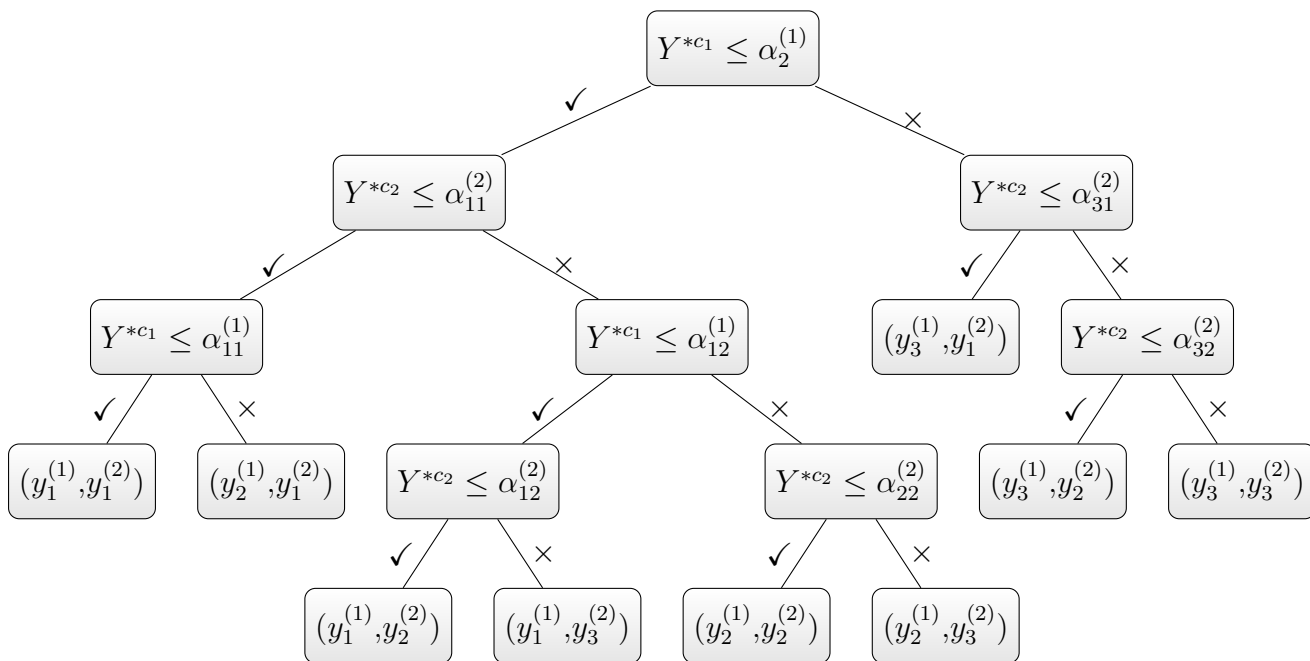 Y^{*c_1} ≤ α_2^{(1)}
✓
×
Y^{*c_2} ≤ α_{11}^{(2)}
Y^{*c_2} ≤ α_{31}^{(2)}
✓
×
✓
×
Y^{*c_1} ≤ α_{11}^{(1)}
Y^{*c_1} ≤ α_{12}^{(1)}
(y_3^{(1)},y_1^{(2)})
Y^{*c_2} ≤ α_{32}^{(2)}
✓
×
✓
×
✓
×
(y_1^{(1)},y_1^{(2)})
(y_2^{(1)},y_1^{(2)})
Y^{*c_2} ≤ α_{12}^{(2)}
Y^{*c_2} ≤ α_{22}^{(2)}
(y_3^{(1)},y_2^{(2)})
(y_3^{(1)},y_3^{(2)})
✓
×
✓
×
(y_1^{(1)},y_2^{(2)})
(y_1^{(1)},y_3^{(2)})
(y_2^{(1)},y_2^{(2)})
(y_2^{(1)},y_3^{(2)})